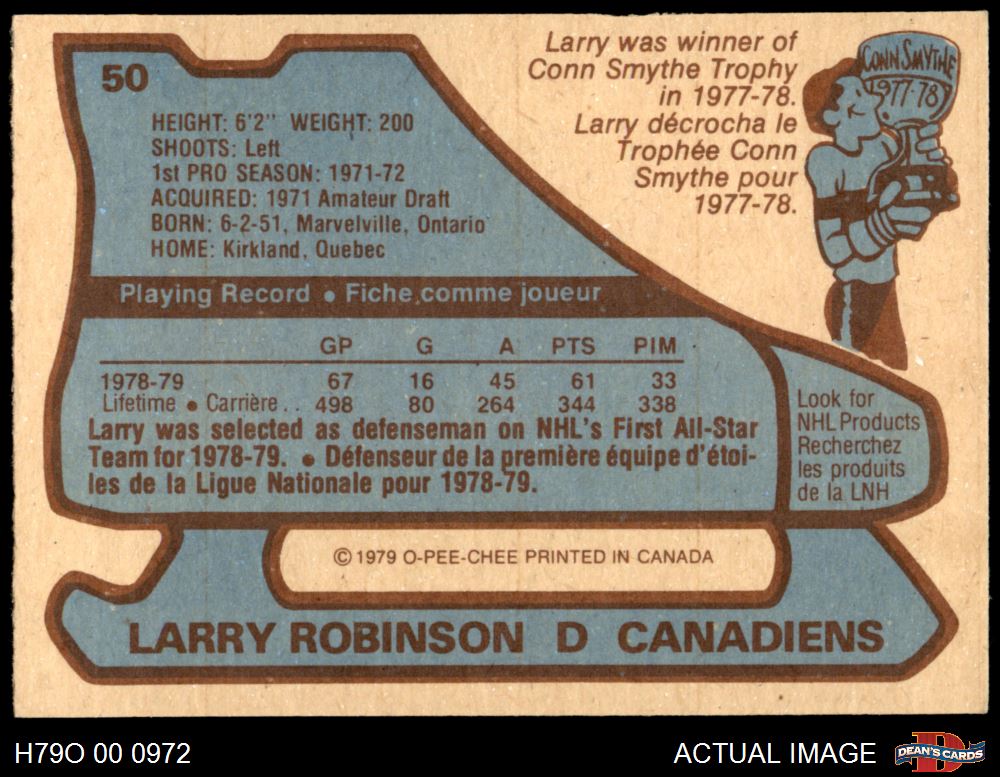 50
HEIGHT: 6'2" WEIGHT: 200
SHOOTS: Left
1st PRO SEASON: 1971-72
ACQUIRED: 1971 Amateur Draft
BORN: 6-2-51, Marvelville, Ontario
HOME: Kirkland, Quebec
Larry was winner of
Conn Smythe Trophy
in 1977-78.
Larry décrocha le
Trophée Conn
Smythe pour
1977-78.
CONN SMYTHE
1977-78
Playing Record • Fiche comme joueur
GP G A PTS PIM
1978-79 67 16 45 61 33
Lifetime • Carrière . . 498 80 264 344 338
Larry was selected as defenseman on NHL's First All-Star
Team for 1978-79. • Défenseur de la première équipe d'étoi-
les de la Ligue Nationale pour 1978-79.
Look for
NHL Products
Recherchez
les produits
de la LNH
© 1979 O-PEE-CHEE PRINTED IN CANADA
LARRY ROBINSON D CANADIENS
H79O 00 0972
ACTUAL IMAGE
D
DEAN'S CARDS